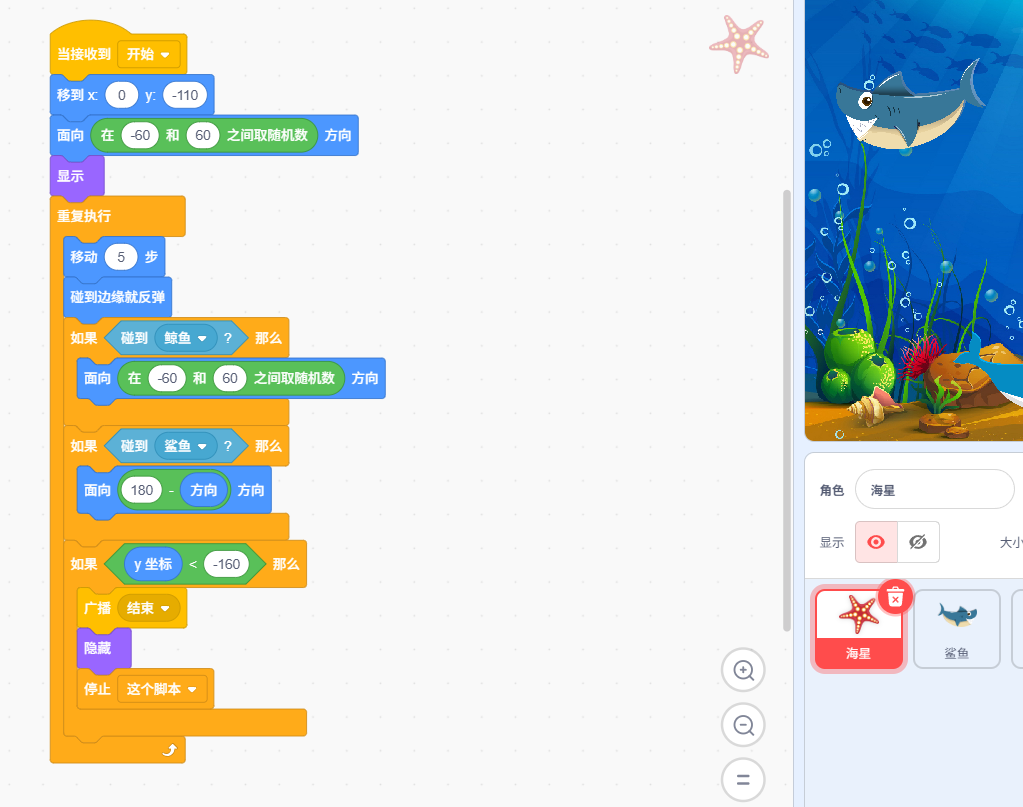 当接收到 开始
移到 x: 0 y: -110
面向 在 -60 和 60 之间取随机数 方向
显示
重复执行
移动 5 步
碰到边缘就反弹
如果 碰到 鲸鱼 ? 那么
面向 在 -60 和 60 之间取随机数 方向
如果 碰到 鲨鱼 ? 那么
面向 180 - 方向 方向
如果 y 坐标 < -160 那么
广播 结束
隐藏
停止 这个脚本
角色 海星
显示 大小
海星 鲨鱼